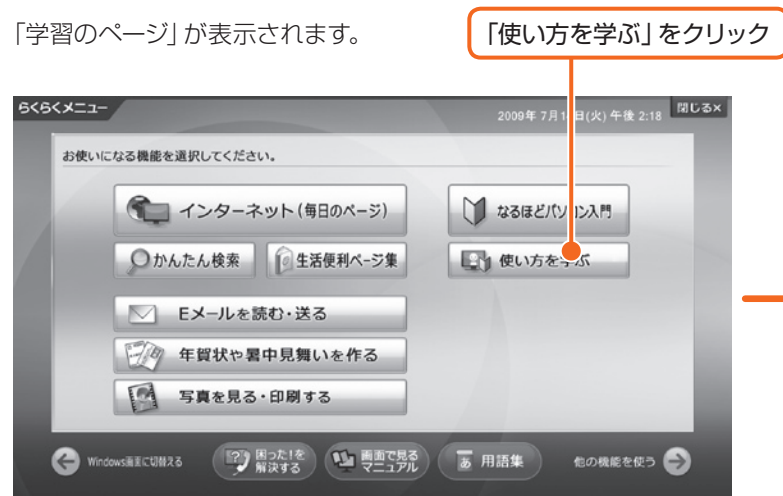 「学習のページ」が表示されます。
「使い方を学ぶ」をクリック
らくらくメニュー
2009年 7月14日(火) 午後 2:18
閉じる×
お使いになる機能を選択してください。
インターネット(毎日のページ)
なるほどパソコン入門
かんたん検索
生活便利ページ集
使い方を学ぶ
Eメールを読む・送る
年賀状や暑中見舞いを作る
写真を見る・印刷する
Windows画面に切替える
困った!を
解決する
画面で見る
マニュアル
あ 用語集
他の機能を使う